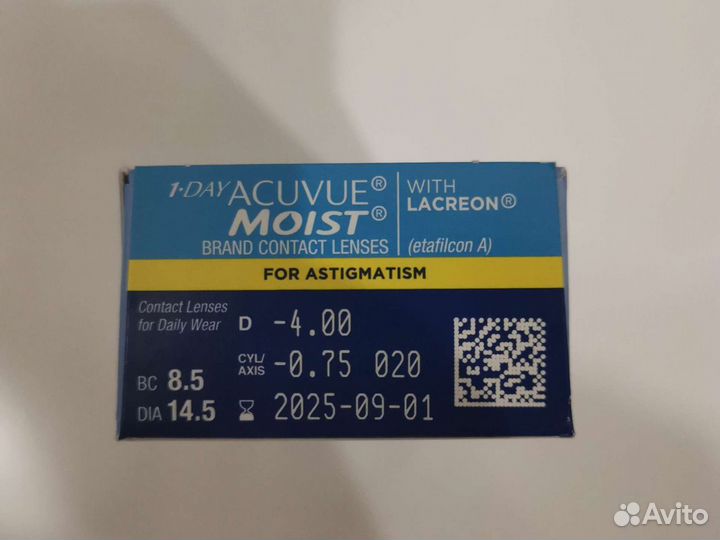 1·DAY ACUVUE®
MOIST®
BRAND CONTACT LENSES
WITH
LACREON®
(etafilcon A)
FOR ASTIGMATISM
Contact Lenses
for Daily Wear
D -4.00
CYL/
AXIS -0.75 020
BC 8.5
DIA 14.5
2025-09-01
Avito